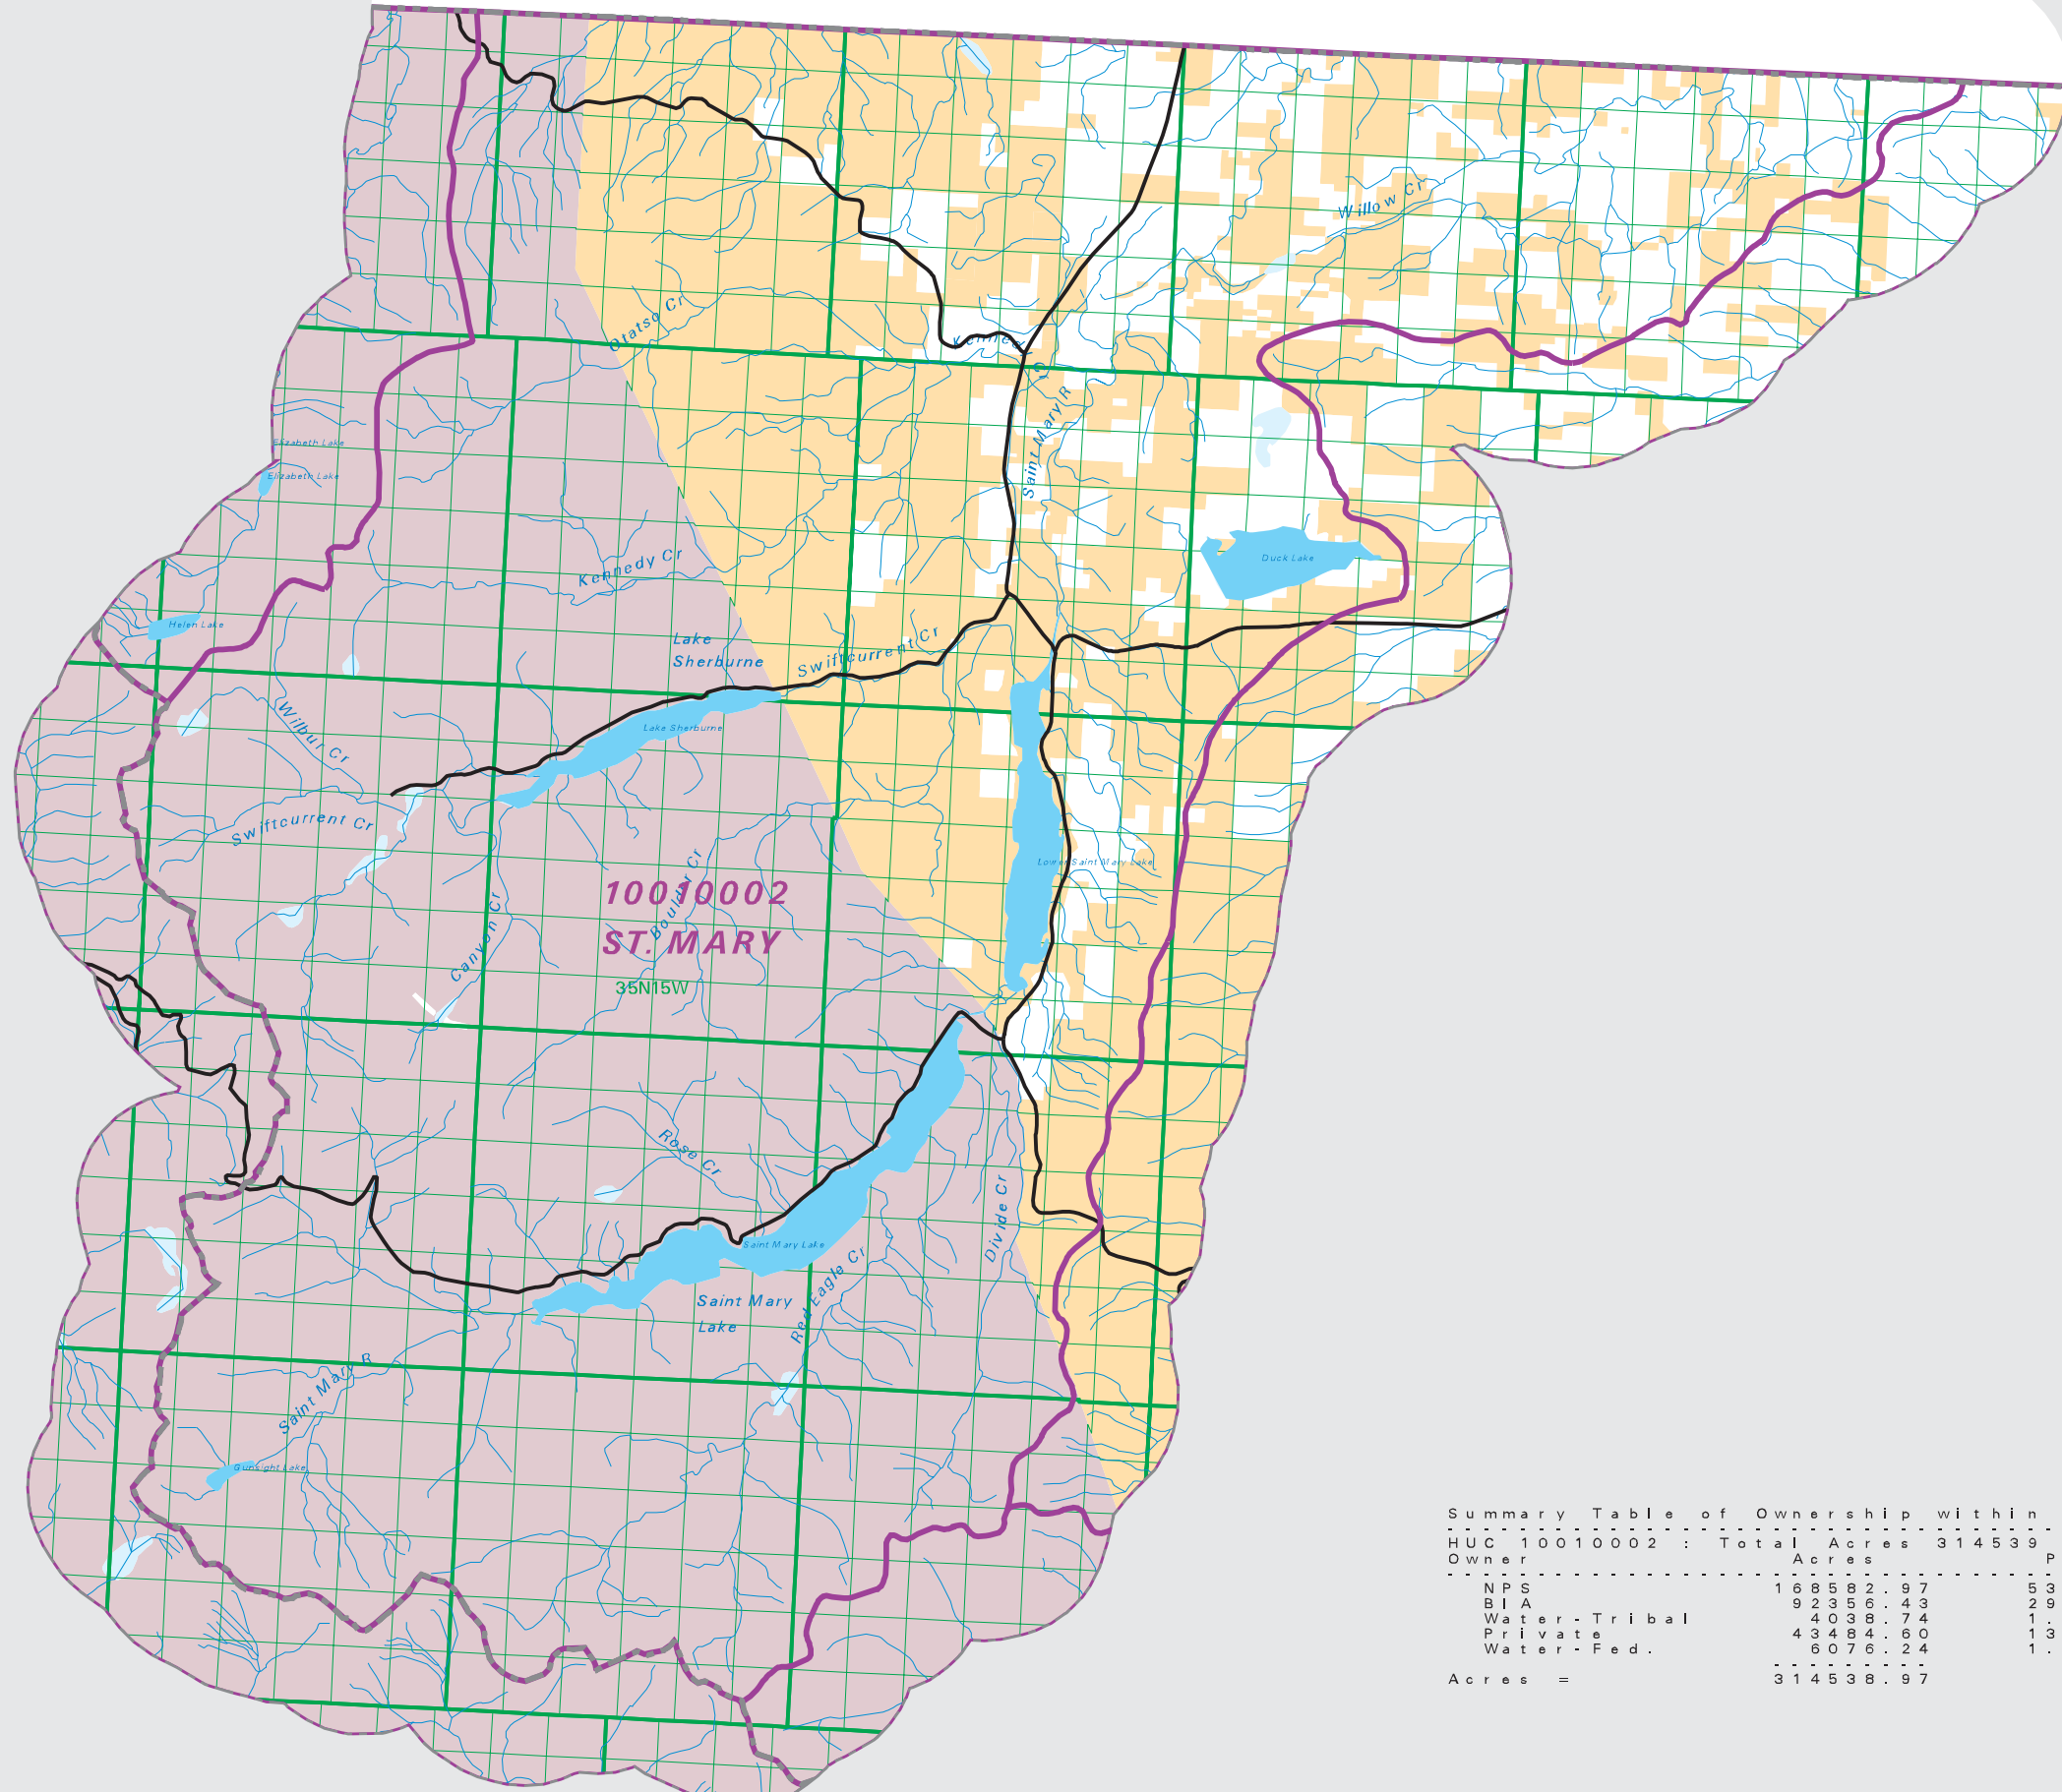 Willow Cr
Otatso Cr
Kennedy Cr
Saint Mary R
Elizabeth Lake
Elizabeth Lake
Kennedy Cr
Duck Lake
Helen Lake
Lake
Sherburne
Swiftcurrent Cr
Wilbur Cr
Lake Sherburne
Swiftcurrent Cr
Lower Saint Mary Lake
Boulder Cr
10010002
ST. MARY
Canyon Cr
35N15W
Rose Cr
Divide Cr
Saint Mary Lake
Red Eagle Cr
Saint Mary
Lake
Saint Mary R
Gunsight Lake
Summary Table of Ownership within
HUC 10010002 : Total Acres 314539
Owner Acres P
NPS 168582.97 53
BIA 92356.43 29
Water-Tribal 4038.74 1.
Private 43484.60 13
Water-Fed. 6076.24 1.
Acres = 314538.97